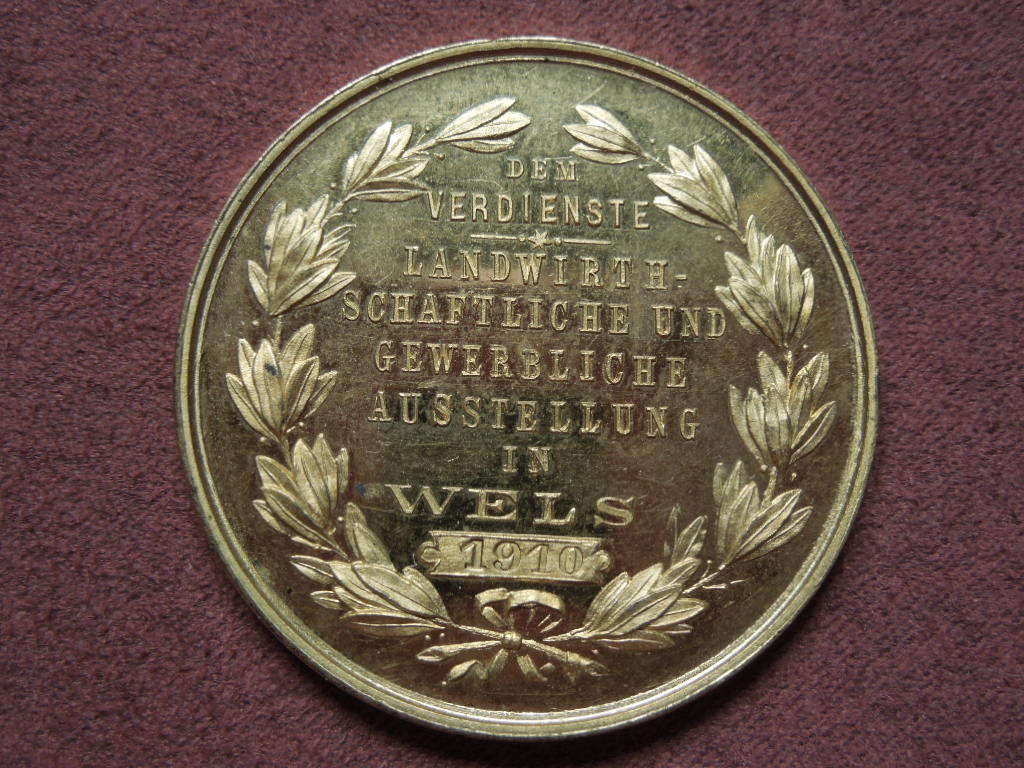 DEM
VERDIENSTE
LANDWIRTH-
SCHAFTLICHE UND
GEWERBLICHE
AUSSTELLUNG
IN
WELS
1910